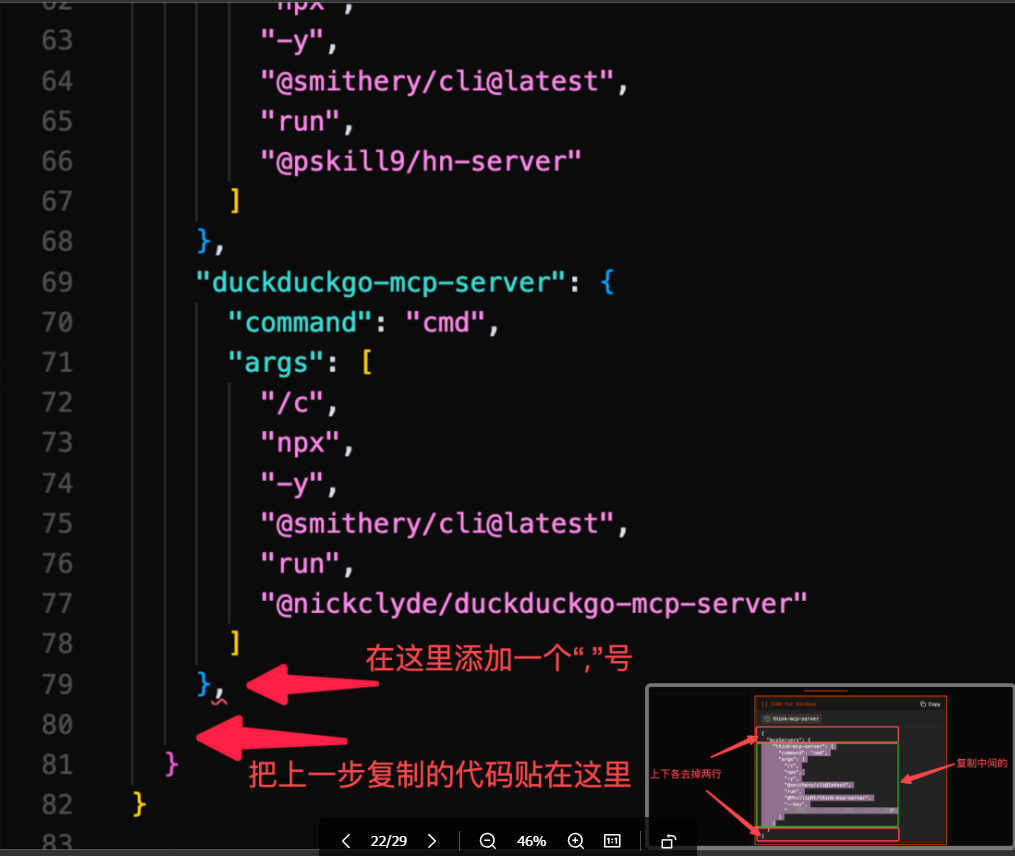 62 "npx",
63 "-y",
64 "@smithery/cli@latest",
65 "run",
66 "@pskill9/hn-server"
67 ]
68 },
69 "duckduckgo-mcp-server": {
70 "command": "cmd",
71 "args": [
72 "/c",
73 "npx",
74 "-y",
75 "@smithery/cli@latest",
76 "run",
77 "@nickclyde/duckduckgo-mcp-server"
78 ]
在这里添加一个“,”号
79 },
80
把上一步复制的代码贴在这里
81 }
82 }
83
{} JSON for Windows Copy
think-mcp-server
{
"mcpServers": {
"think-mcp-server": {
"command": "cmd",
"args": [
"/c",
"npx",
"-y",
"@smithery/cli@latest",
"run",
"--key",
]
}
}
}
上下各去掉两行
复制中间的
22/29
46%
1:1